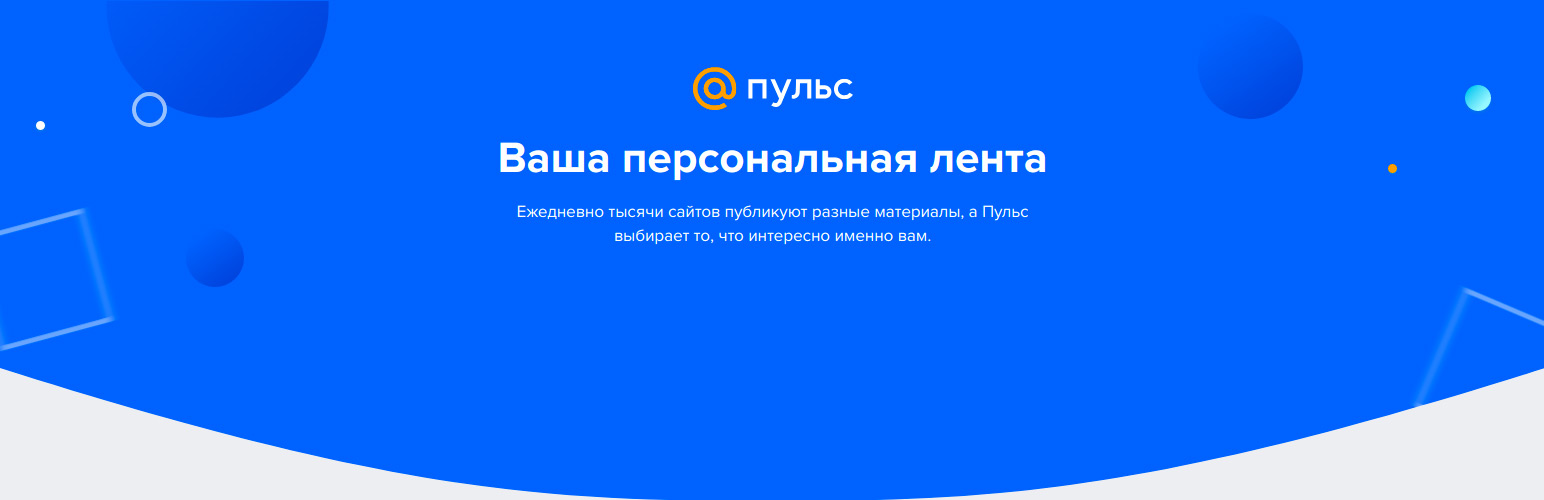 @ пульс
Ваша персональная лента
Ежедневно тысячи сайтов публикуют разные материалы, а Пульс
выбирает то, что интересно именно вам.